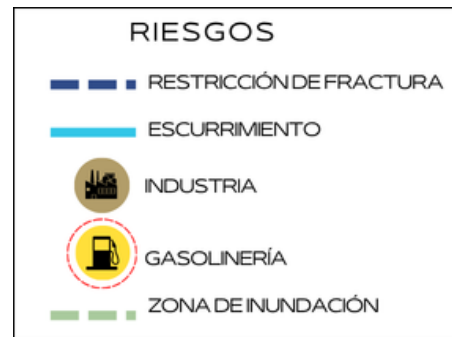 RIESGOS
RESTRICCIÓN DE FRACTURA
ESCURRIMIENTO
INDUSTRIA
GASOLINERÍA
ZONA DE INUNDACIÓN